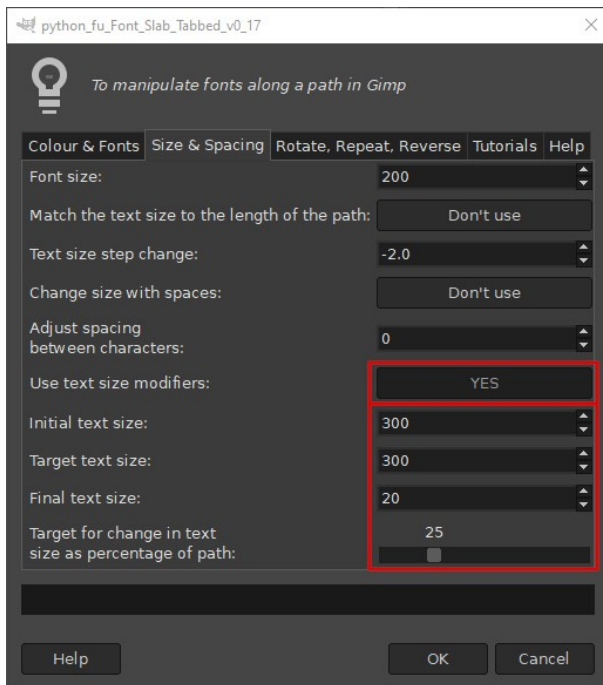 python_fu_Font_Slab_Tabbed_v0_17
To manipulate fonts along a path in Gimp
Colour & Fonts Size & Spacing Rotate, Repeat, Reverse Tutorials Help
Font size: 200
Match the text size to the length of the path: Don't use
Text size step change: -2.0
Change size with spaces: Don't use
Adjust spacing
between characters: 0
Use text size modifiers: YES
Initial text size: 300
Target text size: 300
Final text size: 20
Target for change in text 25
size as percentage of path:
Help OK Cancel